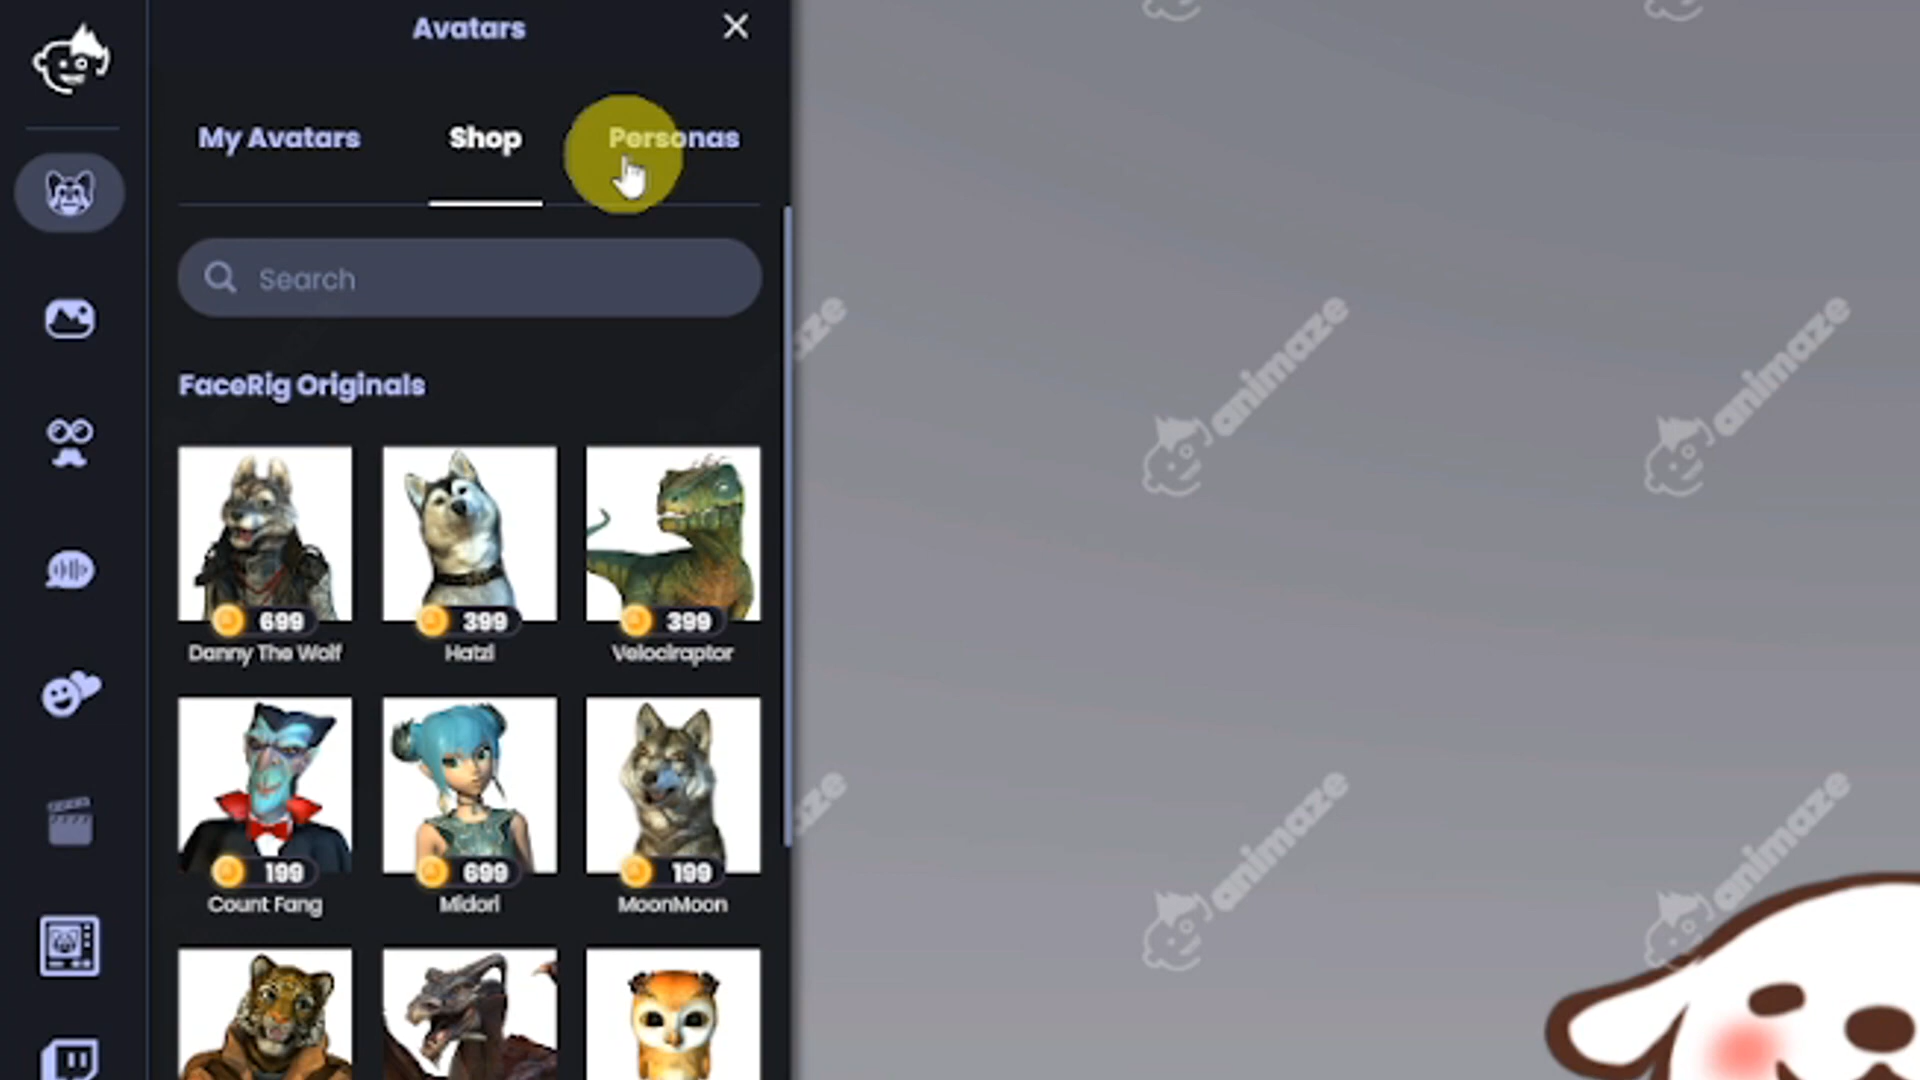 Avatars
My Avatars Shop Personas
Search
FaceRig Originals
699 399 399
Danny The Wolf Hatzi Velociraptor
199 699 199
Count Fang Midori MoonMoon
animaze
animaze
animaze
animaze